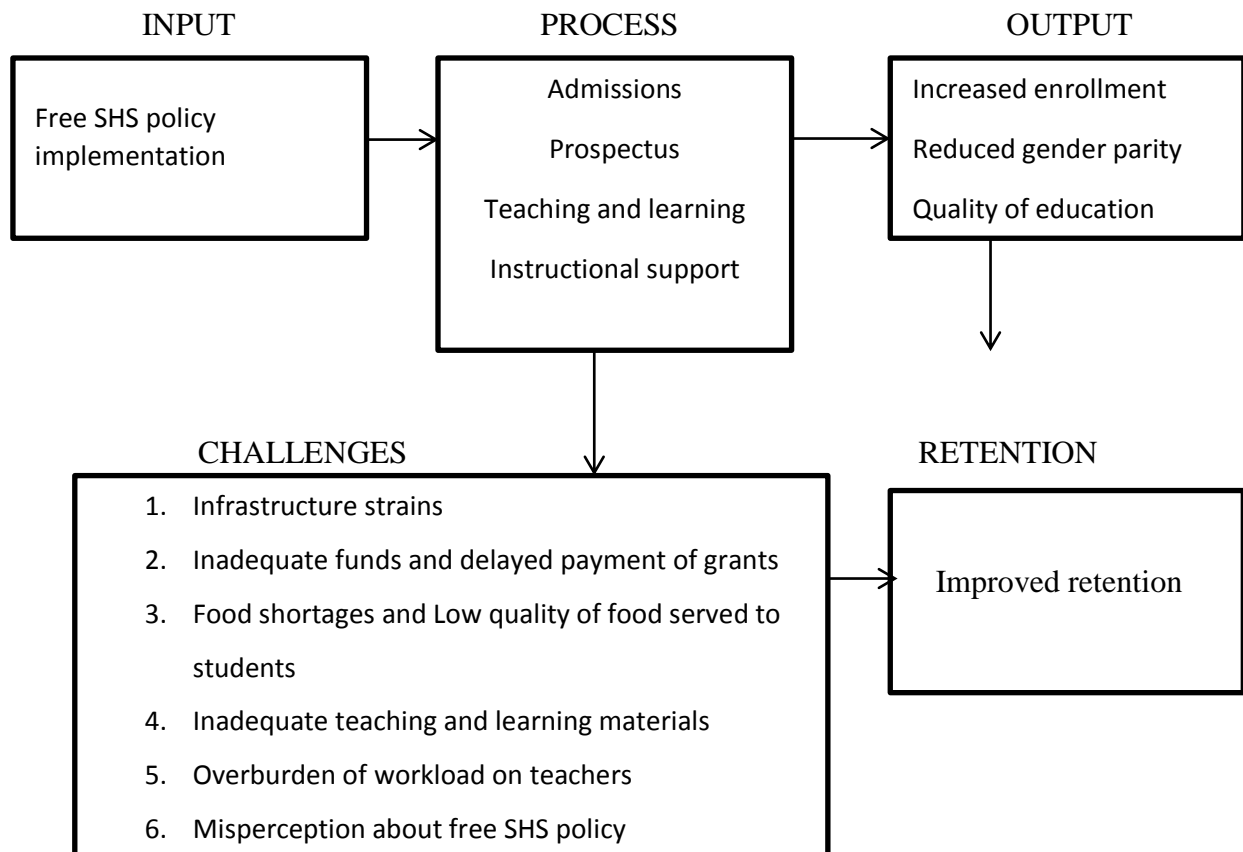 INPUT
Free SHS policy
implementation
PROCESS
Admissions
Prospectus
Teaching and learning
Instructional support
OUTPUT
Increased enrollment
Reduced gender parity
Quality of education
CHALLENGES
1. Infrastructure strains
2. Inadequate funds and delayed payment of grants
3. Food shortages and Low quality of food served to
students
4. Inadequate teaching and learning materials
5. Overburden of workload on teachers
6. Misperception about free SHS policy
RETENTION
Improved retention